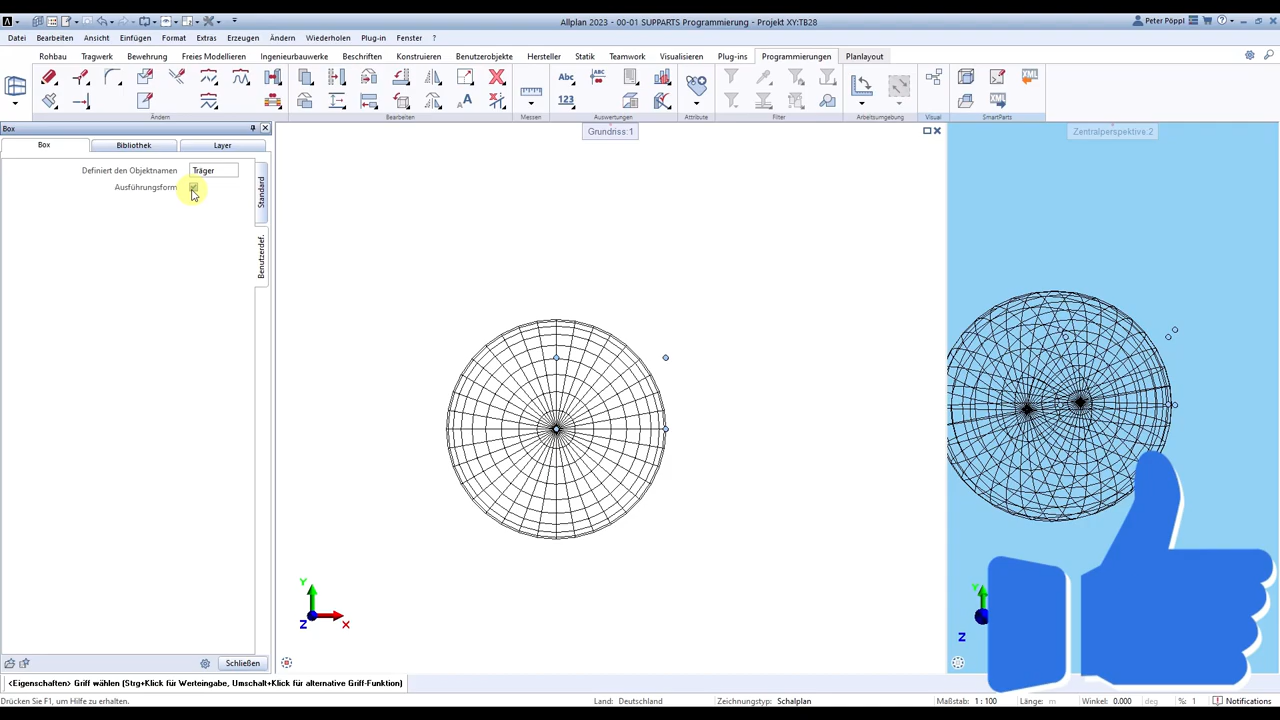 Allplan 2023 - 00-01 SUPPARTS Programmierung - Projekt XY:TB28
Peter Pöppl
Datei Bearbeiten Ansicht Einfügen Format Extras Erzeugen Ändern Wiederholen Plug-in Fenster ?
Rohbau Tragwerk Bewehrung Freies Modellieren Ingenieurbauwerke Beschriften Konstruieren Benutzerobjekte Hersteller Statik Teamwork Visualisieren Plug-ins Programmierungen Planlayout
Abc ABC XML
123 A
Ändern Bearbeiten Messen Auswertungen Attribute Filter Arbeitsumgebung Visual SmartParts
Box
Box Bibliothek Layer
Definiert den Objektnamen Träger
Ausführungsform
Standard
Benutzerdef.
Grundriss:1
Zentralperspektive 2
Y
Z X
Z
Schließen
<Eigenschaften> Griff wählen (Strg+Klick für Werteingabe, Umschalt+Klick für alternative Griff-Funktion)
Drücken Sie F1, um Hilfe zu erhalten. Land: Deutschland Zeichnungstyp: Schalplan Maßstab: 1 : 100 Länge: m Winkel: 0.000 deg %: 1 Notifications